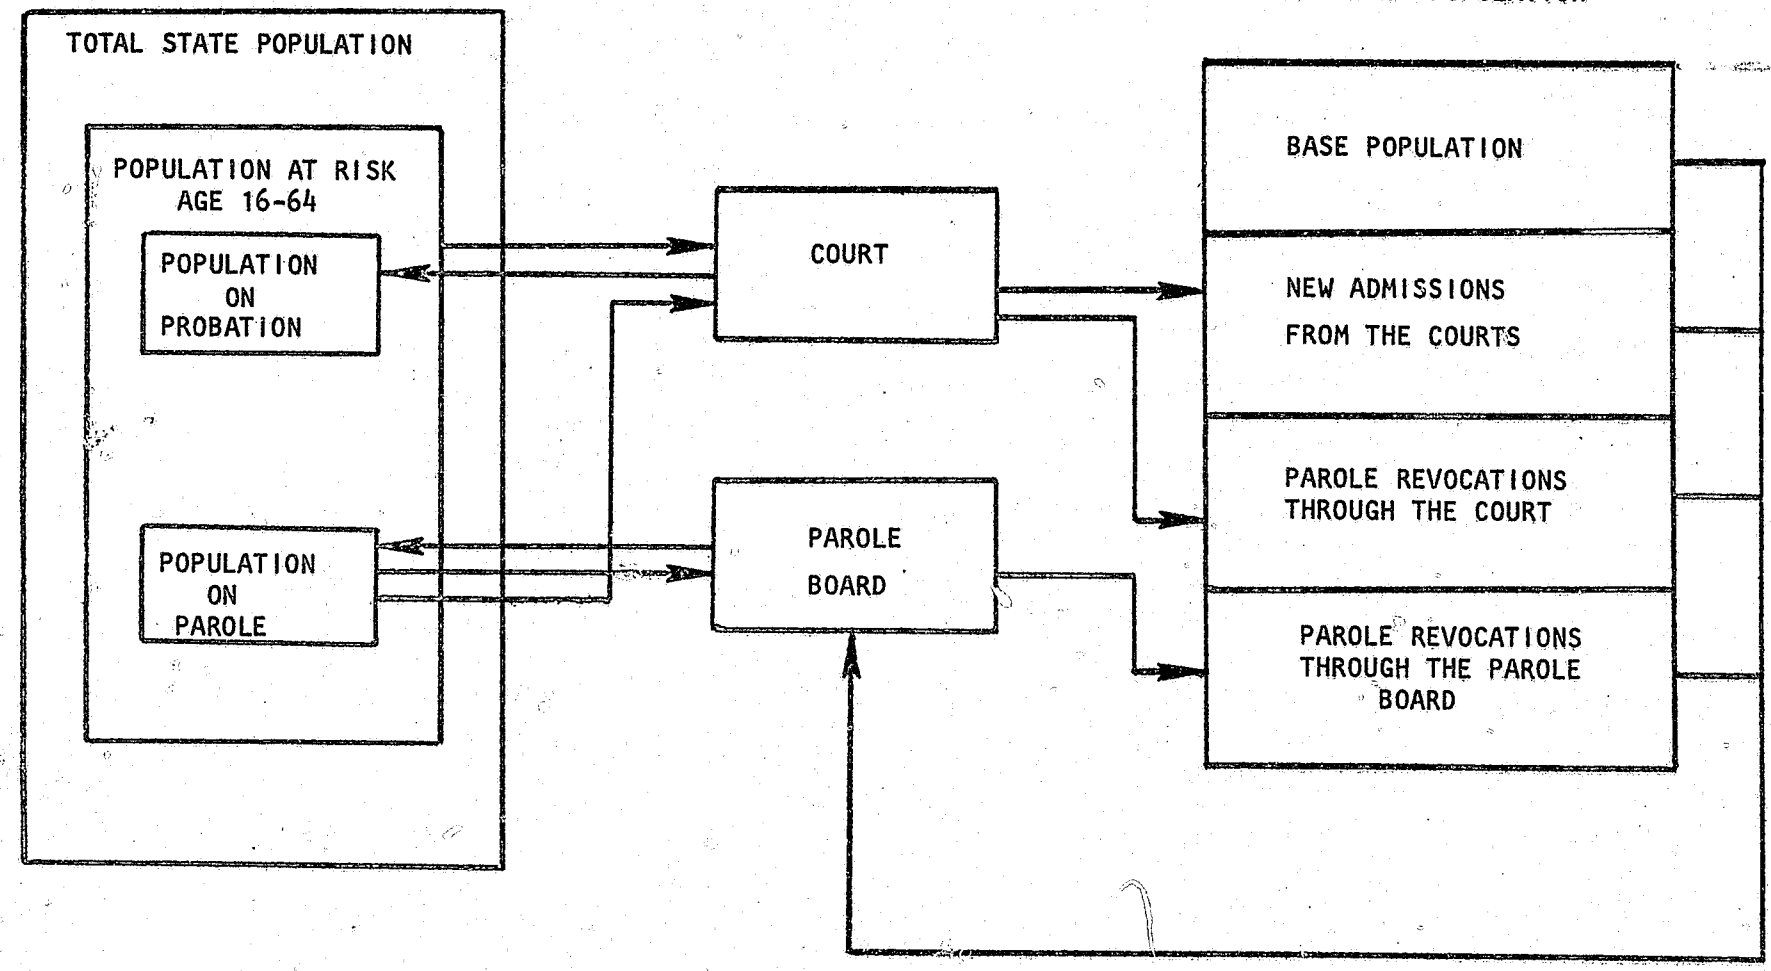 TOTAL STATE POPULATION
POPULATION AT RISK
AGE 16-64
POPULATION
ON
PROBATION
POPULATION
ON
PAROLE
COURT
PAROLE
BOARD
BASE POPULATION
NEW ADMISSIONS
FROM THE COURTS
PAROLE REVOCATIONS
THROUGH THE COURT
PAROLE REVOCATIONS
THROUGH THE PAROLE
BOARD